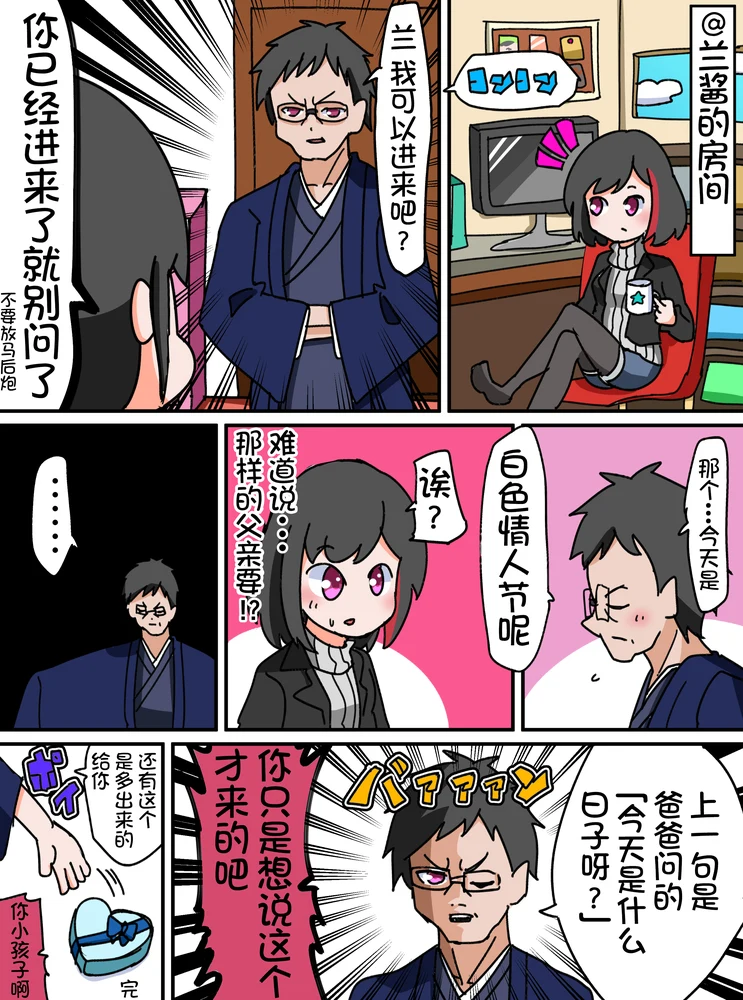 @兰酱的房间
コンコン
兰 我可以进来吧？
你已经进来了就别问了
不要放马后炮
那个…今天是
白色情人节呢
诶？
难道说…
那样的父亲要!?
……
上一句是
爸爸问的
「今天是什么
日子呀？」
バァァァン
你只是想说这个
才来的吧
还有这个
是多出来的
给你
ポイ
你小孩子啊
完